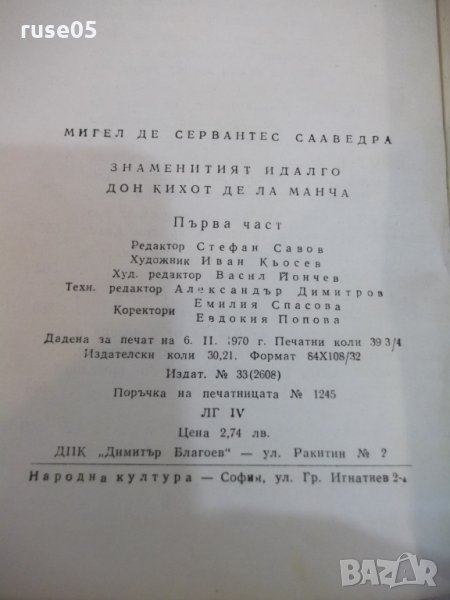 ruse05
МИГЕЛ ДЕ СЕРВАНТЕС СААВЕДРА
ЗНАМЕНИТИЯТ ИДАЛГО
ДОН КИХОТ ДЕ ЛА МАНЧА
Първа част
Редактор Стефан Савов
Художник Иван Кьосев
Худ. редактор Васил Йончев
Техн. редактор Александър Димитров
Коректори Емилия Спасова
Евдокия Попова
Дадена за печат на 6. II. 1970 г. Печатни коли 39 3/4
Издателски коли 30,21. Формат 84X108/32
Издат. № 33(2608)
Поръчка на печатницата № 1245
ЛГ IV
Цена 2,74 лв.
ДПК „Димитър Благоев" — ул. Ракитин № 2
Народна култура — София, ул. Гр. Игнатиев 2-а
BAZAR
bg